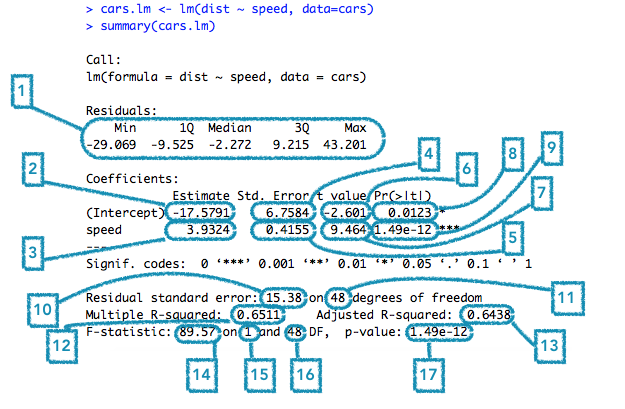 > cars.lm <- lm(dist ~ speed, data=cars)
> summary(cars.lm)
Call:
lm(formula = dist ~ speed, data = cars)
1
Residuals:
Min 1Q Median 3Q Max
-29.069 -9.525 -2.272 9.215 43.201
2 4 6 8 9
Coefficients:
Estimate Std. Error t value Pr(>|t|)
(Intercept) -17.5791 6.7584 -2.601 0.0123 *
speed 3.9324 0.4155 9.464 1.49e-12 ***
7
3 5
---
Signif. codes: 0 ‘***’ 0.001 ‘**’ 0.01 ‘*’ 0.05 ‘.’ 0.1 ‘ ’ 1
10 11
Residual standard error: 15.38 on 48 degrees of freedom
Multiple R-squared: 0.6511 Adjusted R-squared: 0.6438
F-statistic: 89.57 on 1 and 48 DF, p-value: 1.49e-12
12 13
14 15 16 17